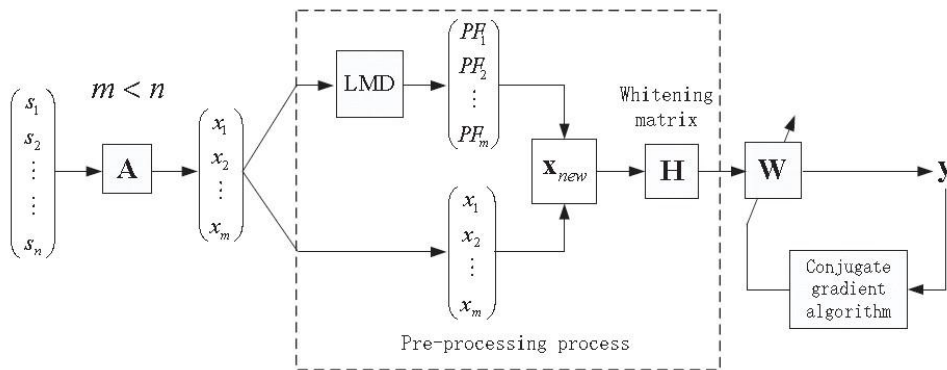 m < n
s₁
s₂
⋮
⋮
sₙ
A
x₁
x₂
⋮
xₘ
LMD
PF₁
PF₂
⋮
PFₘ
x₁
x₂
⋮
xₘ
x_new
Whitening
matrix
H
W
y
Conjugate
gradient
algorithm
Pre-processing process